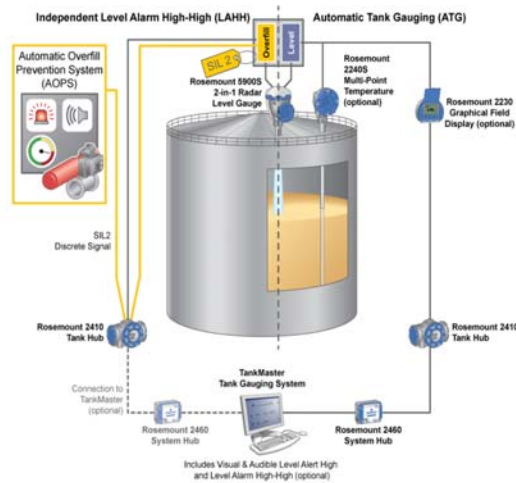 Independent Level Alarm High-High (LAHH)
Automatic Tank Gauging (ATG)
Overfill
Level
SIL 2
Automatic Overfill
Prevention System
(AOPS)
Rosemount 5900S
2-in-1 Radar
Level Gauge
Rosemount
2240S
Multi-Point
Temperature
(optional)
Rosemount 2230
Graphical Field
Display (optional)
SIL2
Discrete Signal
Rosemount 2410
Tank Hub
Rosemount 2410
Tank Hub
Connection to
TankMaster
(optional)
TankMaster
Tank Gauging System
Rosemount 2460
System Hub
Rosemount 2460
System Hub
Includes Visual & Audible Level Alert High
and Level Alarm High-High (optional)